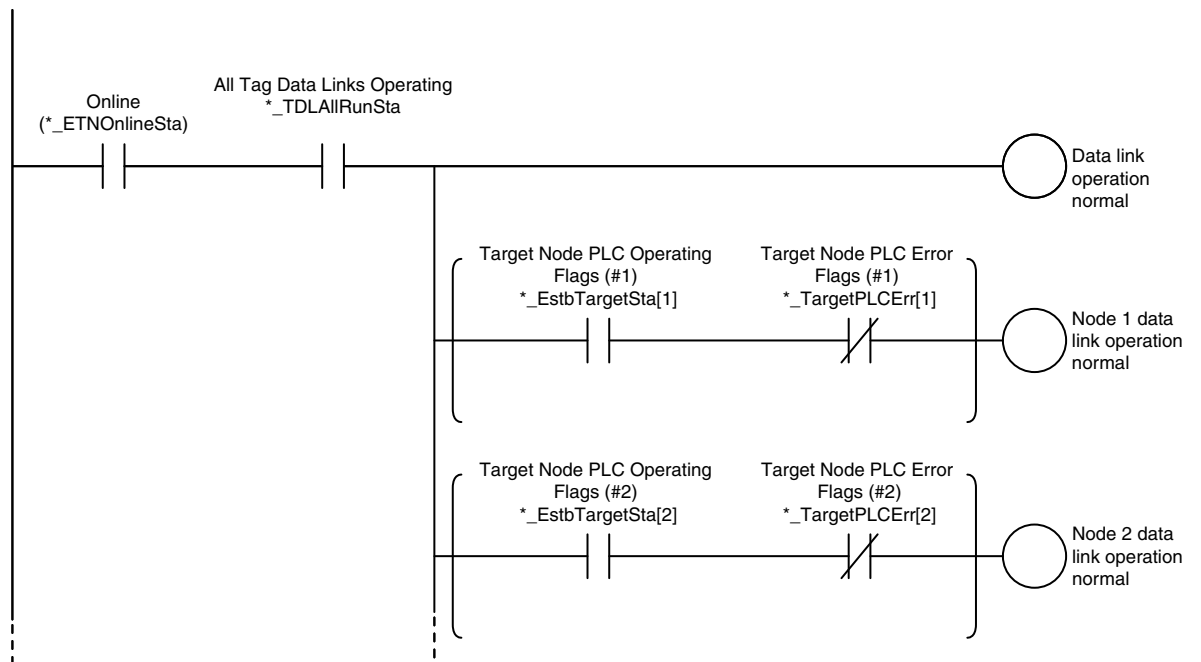 Online
(*_ETNOnlineSta)
All Tag Data Links Operating
*_TDLAllRunSta
Data link
operation
normal
Target Node PLC Operating
Flags (#1)
*_EstbTargetSta[1]
Target Node PLC Error
Flags (#1)
*_TargetPLCErr[1]
Node 1 data
link operation
normal
Target Node PLC Operating
Flags (#2)
*_EstbTargetSta[2]
Target Node PLC Error
Flags (#2)
*_TargetPLCErr[2]
Node 2 data
link operation
normal